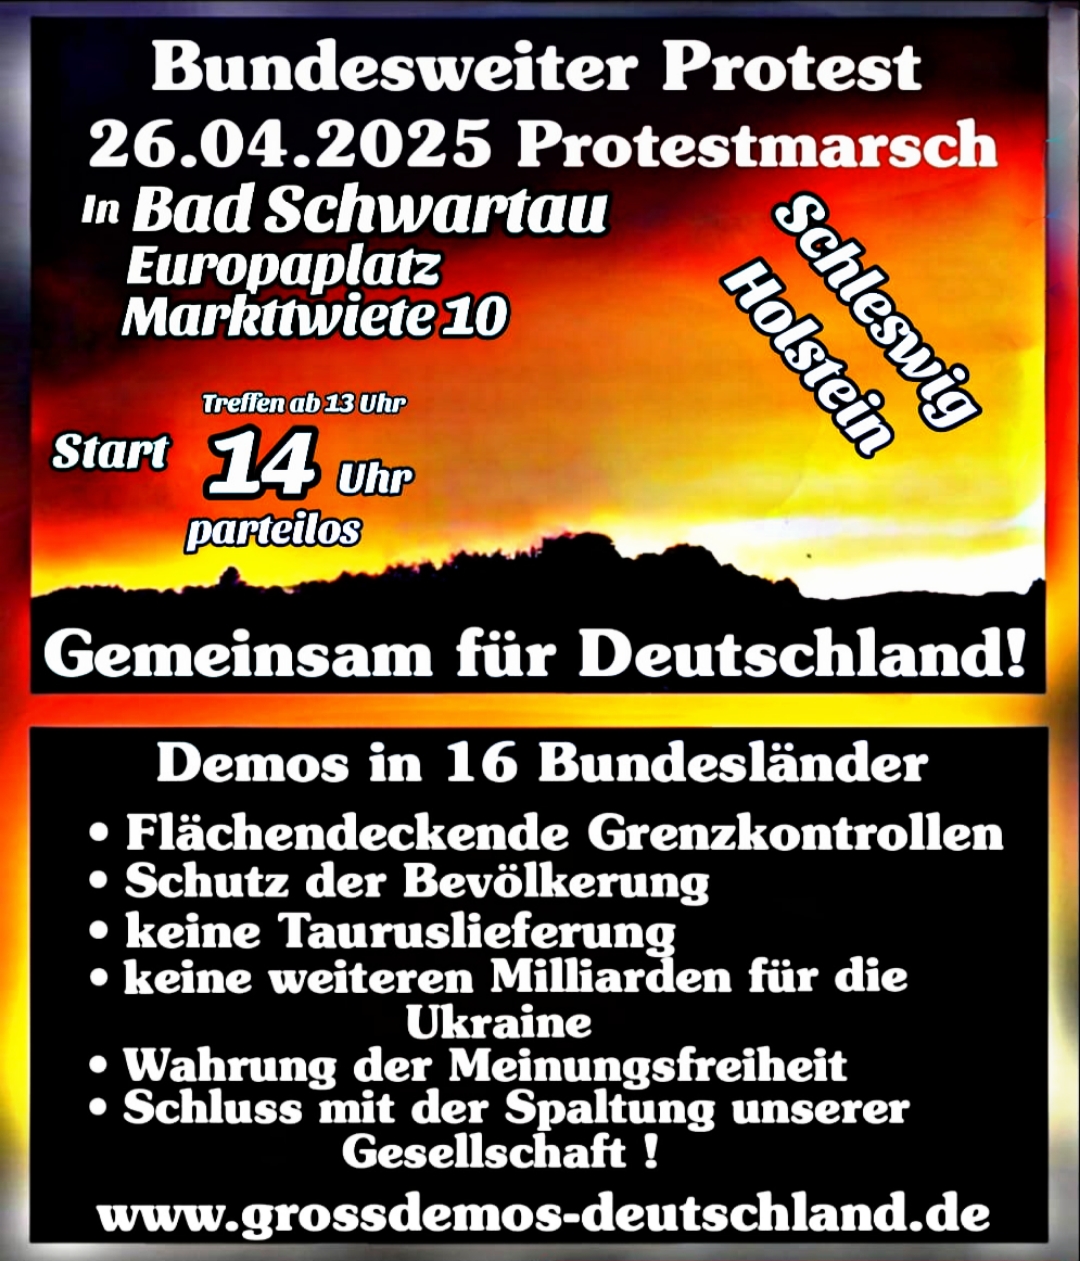 Bundesweiter Protest
26.04.2025 Protestmarsch
In Bad Schwartau
Europaplatz
Markttwiete 10
Schleswig
Holstein
Treffen ab 13 Uhr
Start 14 Uhr
parteilos
Gemeinsam für Deutschland!
Demos in 16 Bundesländer
• Flächendeckende Grenzkontrollen
• Schutz der Bevölkerung
• keine Tauruslieferung
• keine weiteren Milliarden für die
Ukraine
• Wahrung der Meinungsfreiheit
• Schluss mit der Spaltung unserer
Gesellschaft !
www.grossdemos-deutschland.de